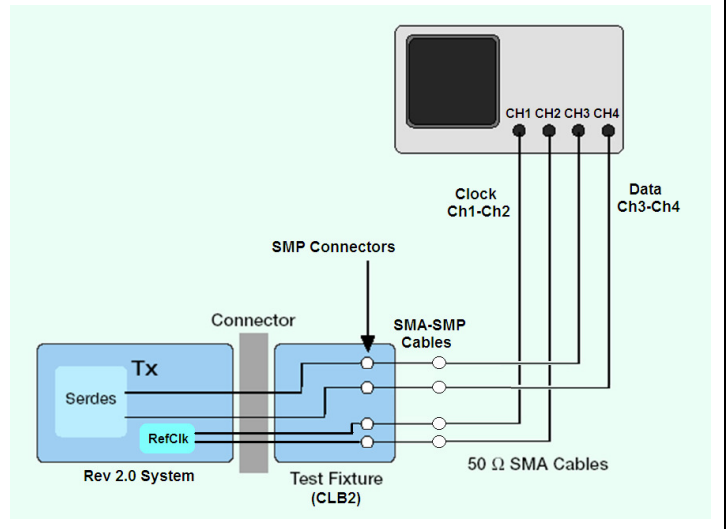 CH1 CH2 CH3 CH4
Clock
Ch1-Ch2
Data
Ch3-Ch4
SMP Connectors
Connector
SMA-SMP
Cables
Tx
Serdes
RefClk
Rev 2.0 System
Test Fixture
(CLB2)
50 Ω SMA Cables